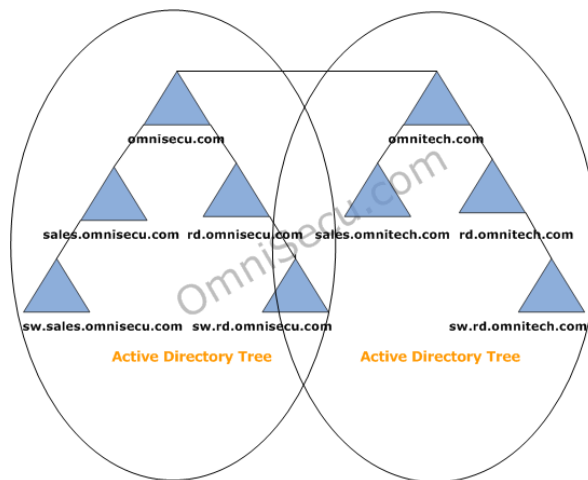 omnisecu.com
omnitech.com
sales.omnisecu.com rd.omnisecu.com sales.omnitech.com rd.omnitech.com
OmniSecu.com
sw.sales.omnisecu.com sw.rd.omnisecu.com sw.rd.omnitech.com
Active Directory Tree
Active Directory Tree